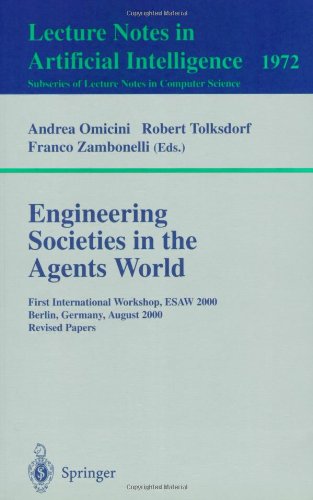 Lecture Notes in
Artificial Intelligence 1972
Subseries of Lecture Notes in Computer Science
Andrea Omicini Robert Tolksdorf
Franco Zambonelli (Eds.)
Engineering
Societies in the
Agents World
First International Workshop, ESAW 2000
Berlin, Germany, August 2000
Revised Papers
Springer